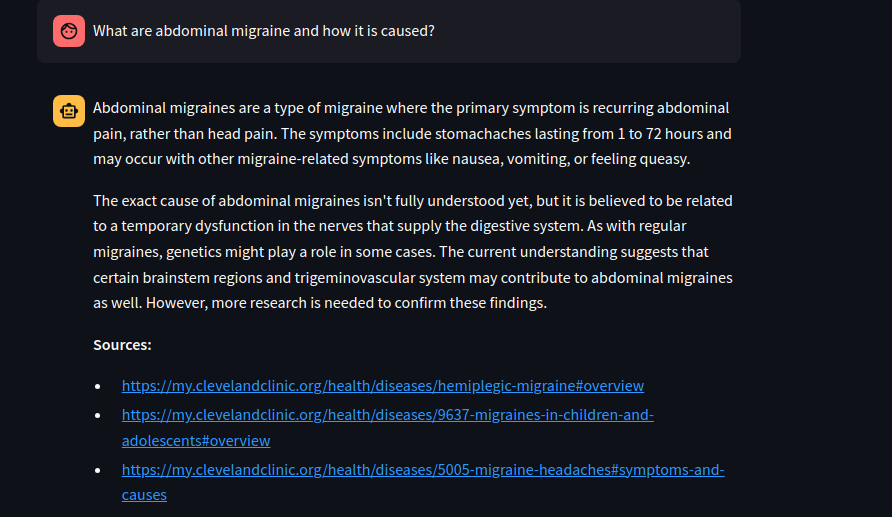 What are abdominal migraine and how it is caused?
Abdominal migraines are a type of migraine where the primary symptom is recurring abdominal
pain, rather than head pain. The symptoms include stomachaches lasting from 1 to 72 hours and
may occur with other migraine-related symptoms like nausea, vomiting, or feeling queasy.
The exact cause of abdominal migraines isn't fully understood yet, but it is believed to be related
to a temporary dysfunction in the nerves that supply the digestive system. As with regular
migraines, genetics might play a role in some cases. The current understanding suggests that
certain brainstem regions and trigeminovascular system may contribute to abdominal migraines
as well. However, more research is needed to confirm these findings.
Sources:
• https://my.clevelandclinic.org/health/diseases/hemiplegic-migraine#overview
• https://my.clevelandclinic.org/health/diseases/9637-migraines-in-children-and-
adolescents#overview
• https://my.clevelandclinic.org/health/diseases/5005-migraine-headaches#symptoms-and-
causes